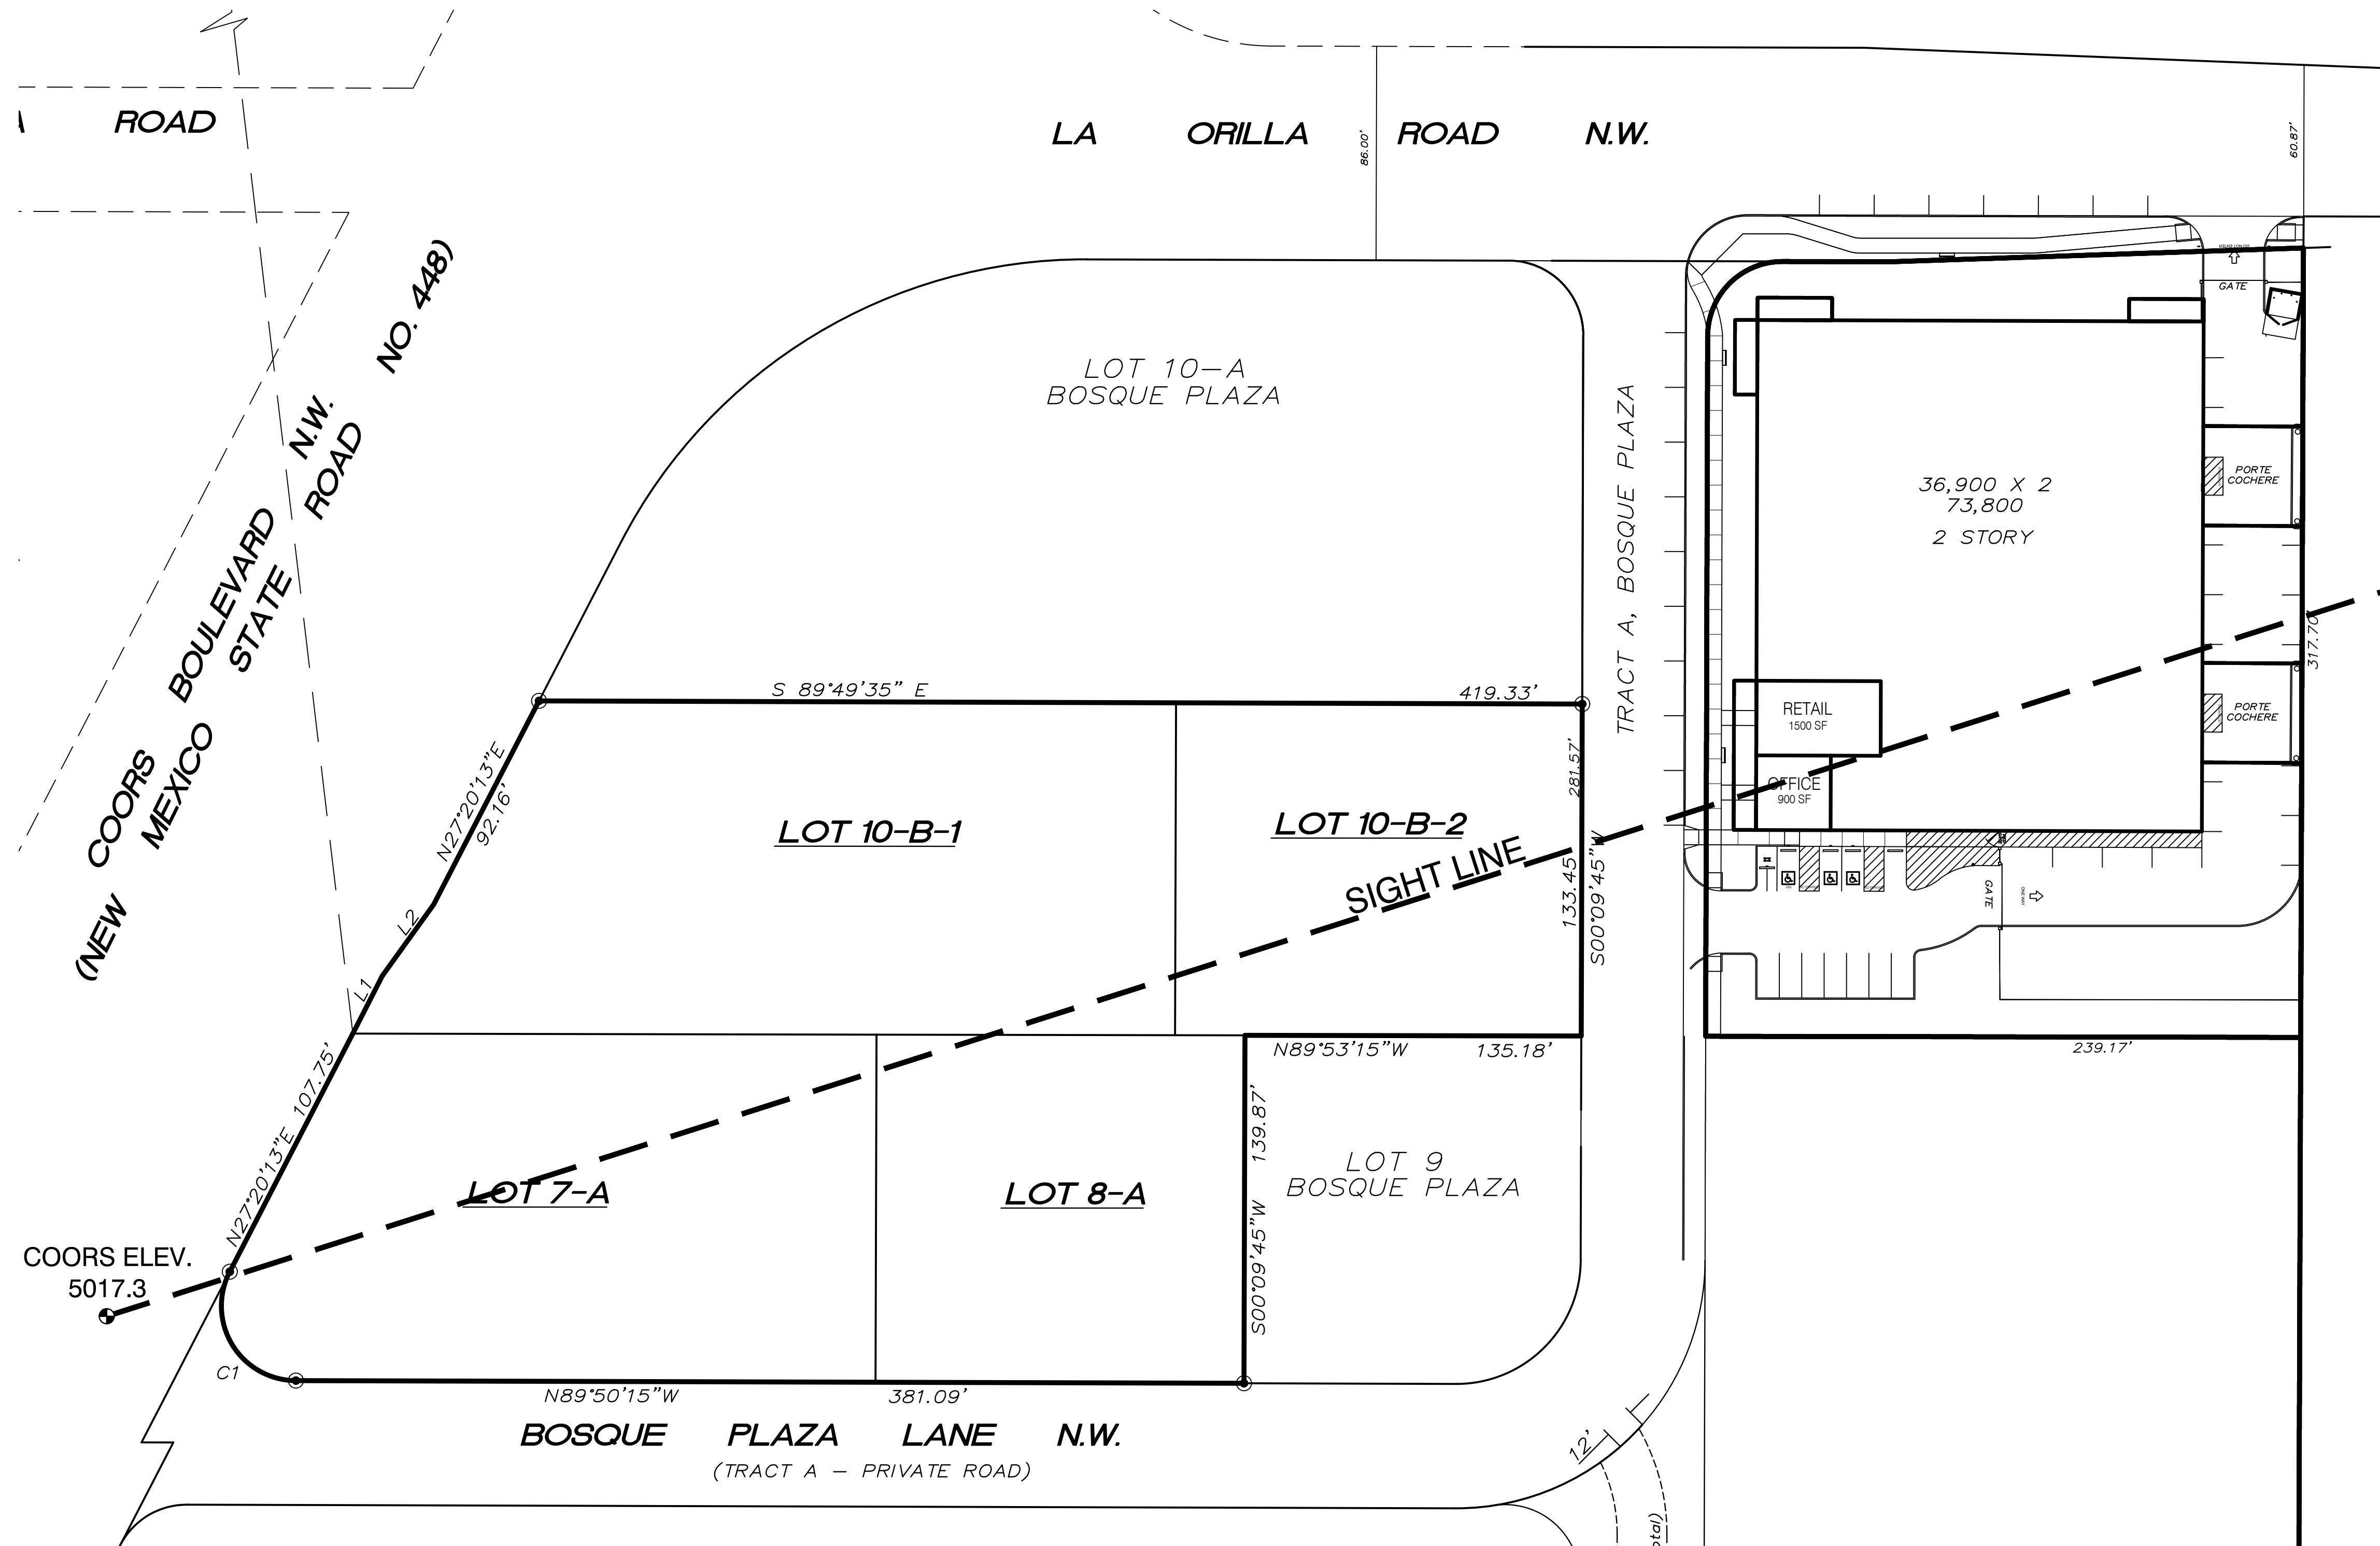 ROAD
LA ORILLA ROAD N.W.
86.00'
60.87'
COORS BOULEVARD N.W.
(NEW MEXICO STATE ROAD NO. 448)
LOT 10-A
BOSQUE PLAZA
TRACT A, BOSQUE PLAZA
GATE
36,900 X 2
73,800
2 STORY
PORTE
COCHERE
PORTE
COCHERE
317.70'
RETAIL
1500 SF
OFFICE
900 SF
GATE
ONE WAY
239.17'
S 89°49'35" E 419.33'
N27°20'13"E
92.16'
L2
L1
LOT 10-B-1
LOT 10-B-2
281.57'
133.45'
S00°09'45"W
SIGHT LINE
N89°53'15"W 135.18'
139.87'
S00°09'45"W
N27°20'13"E 107.75'
LOT 7-A
LOT 8-A
LOT 9
BOSQUE PLAZA
COORS ELEV.
5017.3
C1
N89°50'15"W 381.09'
BOSQUE PLAZA LANE N.W.
(TRACT A - PRIVATE ROAD)
12'